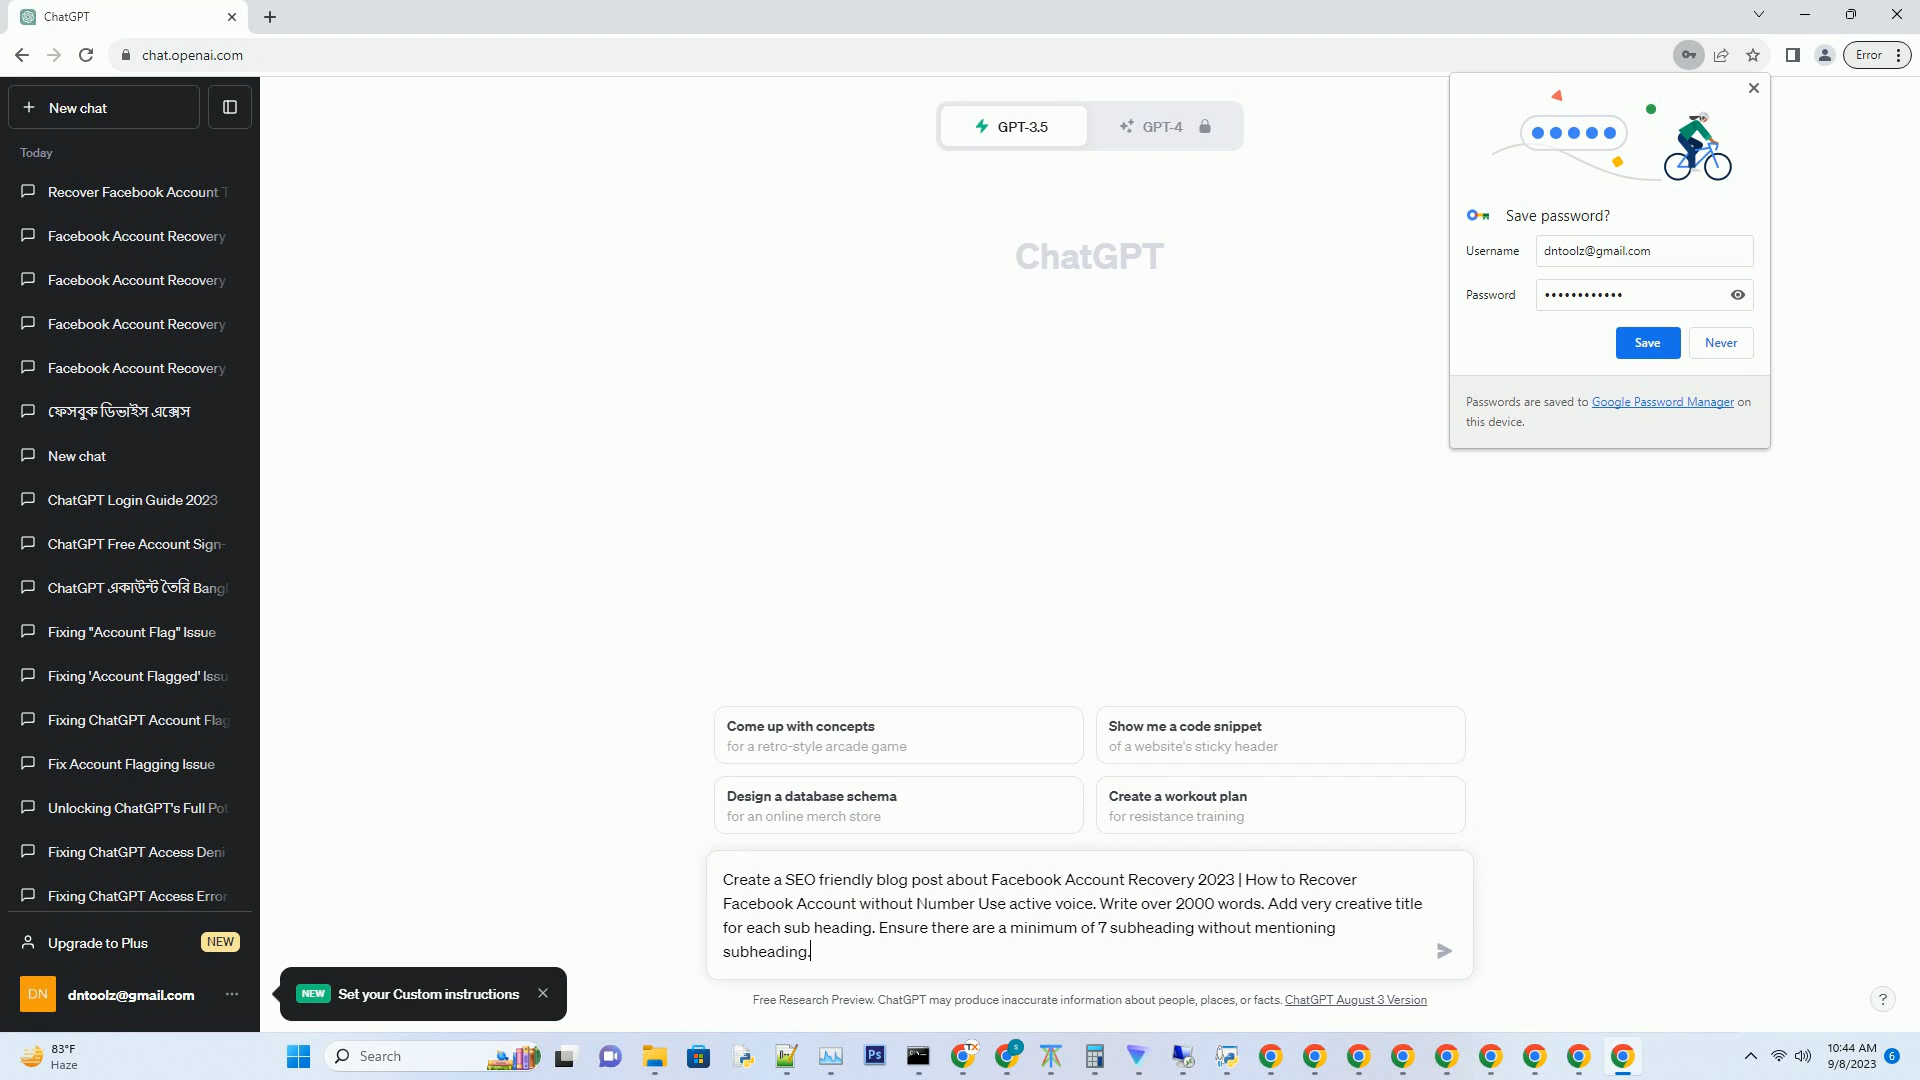 ChatGPT
chat.openai.com
Error
New chat
Today
Recover Facebook Account T
Facebook Account Recovery
Facebook Account Recovery
Facebook Account Recovery
Facebook Account Recovery
ফেসবুক ডিভাইস এক্সেস
New chat
ChatGPT Login Guide 2023
ChatGPT Free Account Sign-
ChatGPT একাউন্ট তৈরি Bangl
Fixing "Account Flag" Issue
Fixing 'Account Flagged' Issu
Fixing ChatGPT Account Flag
Fix Account Flagging Issue
Unlocking ChatGPT's Full Pot
Fixing ChatGPT Access Deni
Fixing ChatGPT Access Error
Upgrade to Plus NEW
DN dntoolz@gmail.com
GPT-3.5 GPT-4
ChatGPT
Save password?
Username dntoolz@gmail.com
Password ••••••••••••
Save Never
Passwords are saved to Google Password Manager on
this device.
Come up with concepts
for a retro-style arcade game
Show me a code snippet
of a website's sticky header
Design a database schema
for an online merch store
Create a workout plan
for resistance training
Create a SEO friendly blog post about Facebook Account Recovery 2023 | How to Recover
Facebook Account without Number Use active voice. Write over 2000 words. Add very creative title
for each sub heading. Ensure there are a minimum of 7 subheading without mentioning
subheading.
NEW Set your Custom instructions
Free Research Preview. ChatGPT may produce inaccurate information about people, places, or facts. ChatGPT August 3 Version
?
83°F
Haze
Search
Ps
TX
S
10:44 AM
9/8/2023
6